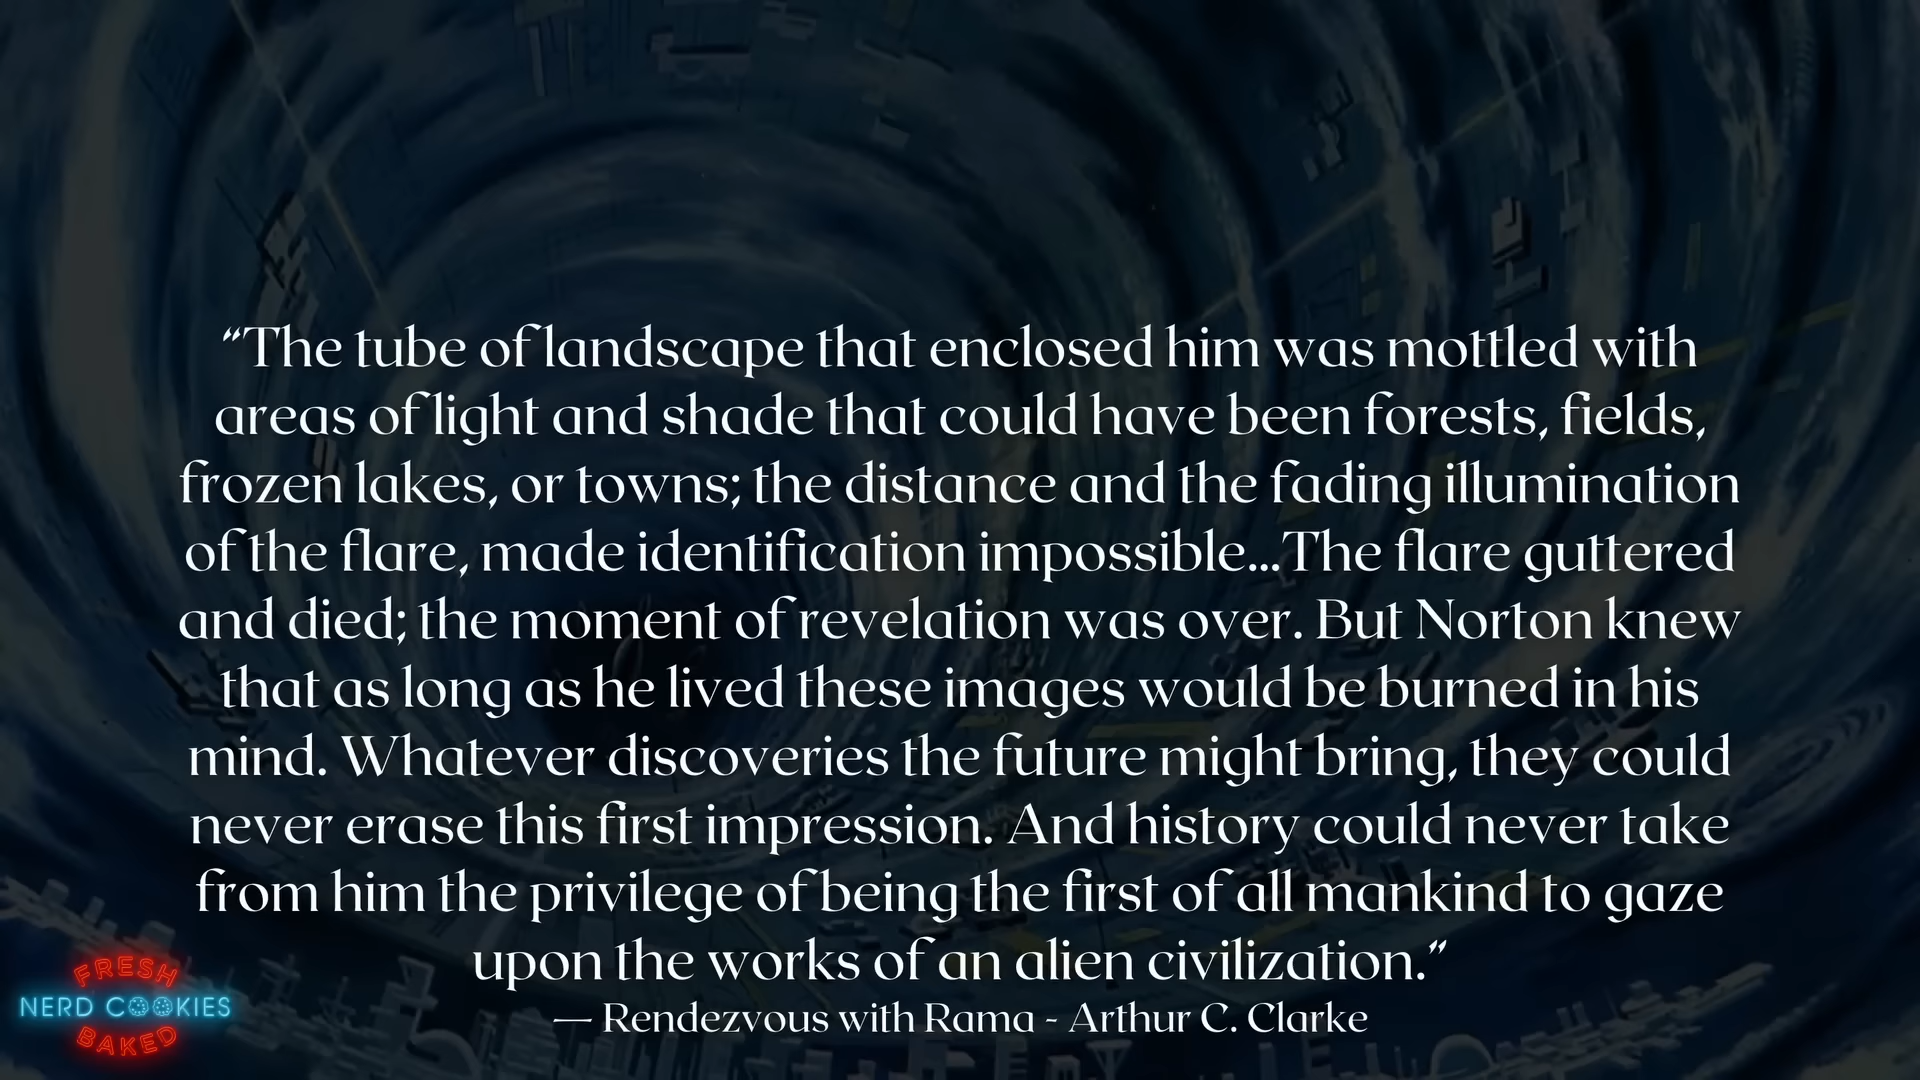 “The tube of landscape that enclosed him was mottled with
areas of light and shade that could have been forests, fields,
frozen lakes, or towns; the distance and the fading illumination
of the flare, made identification impossible...The flare guttered
and died; the moment of revelation was over. But Norton knew
that as long as he lived these images would be burned in his
mind. Whatever discoveries the future might bring, they could
never erase this first impression. And history could never take
from him the privilege of being the first of all mankind to gaze
upon the works of an alien civilization.”
— Rendezvous with Rama - Arthur C. Clarke
FRESH
NERD COOKIES
BAKED